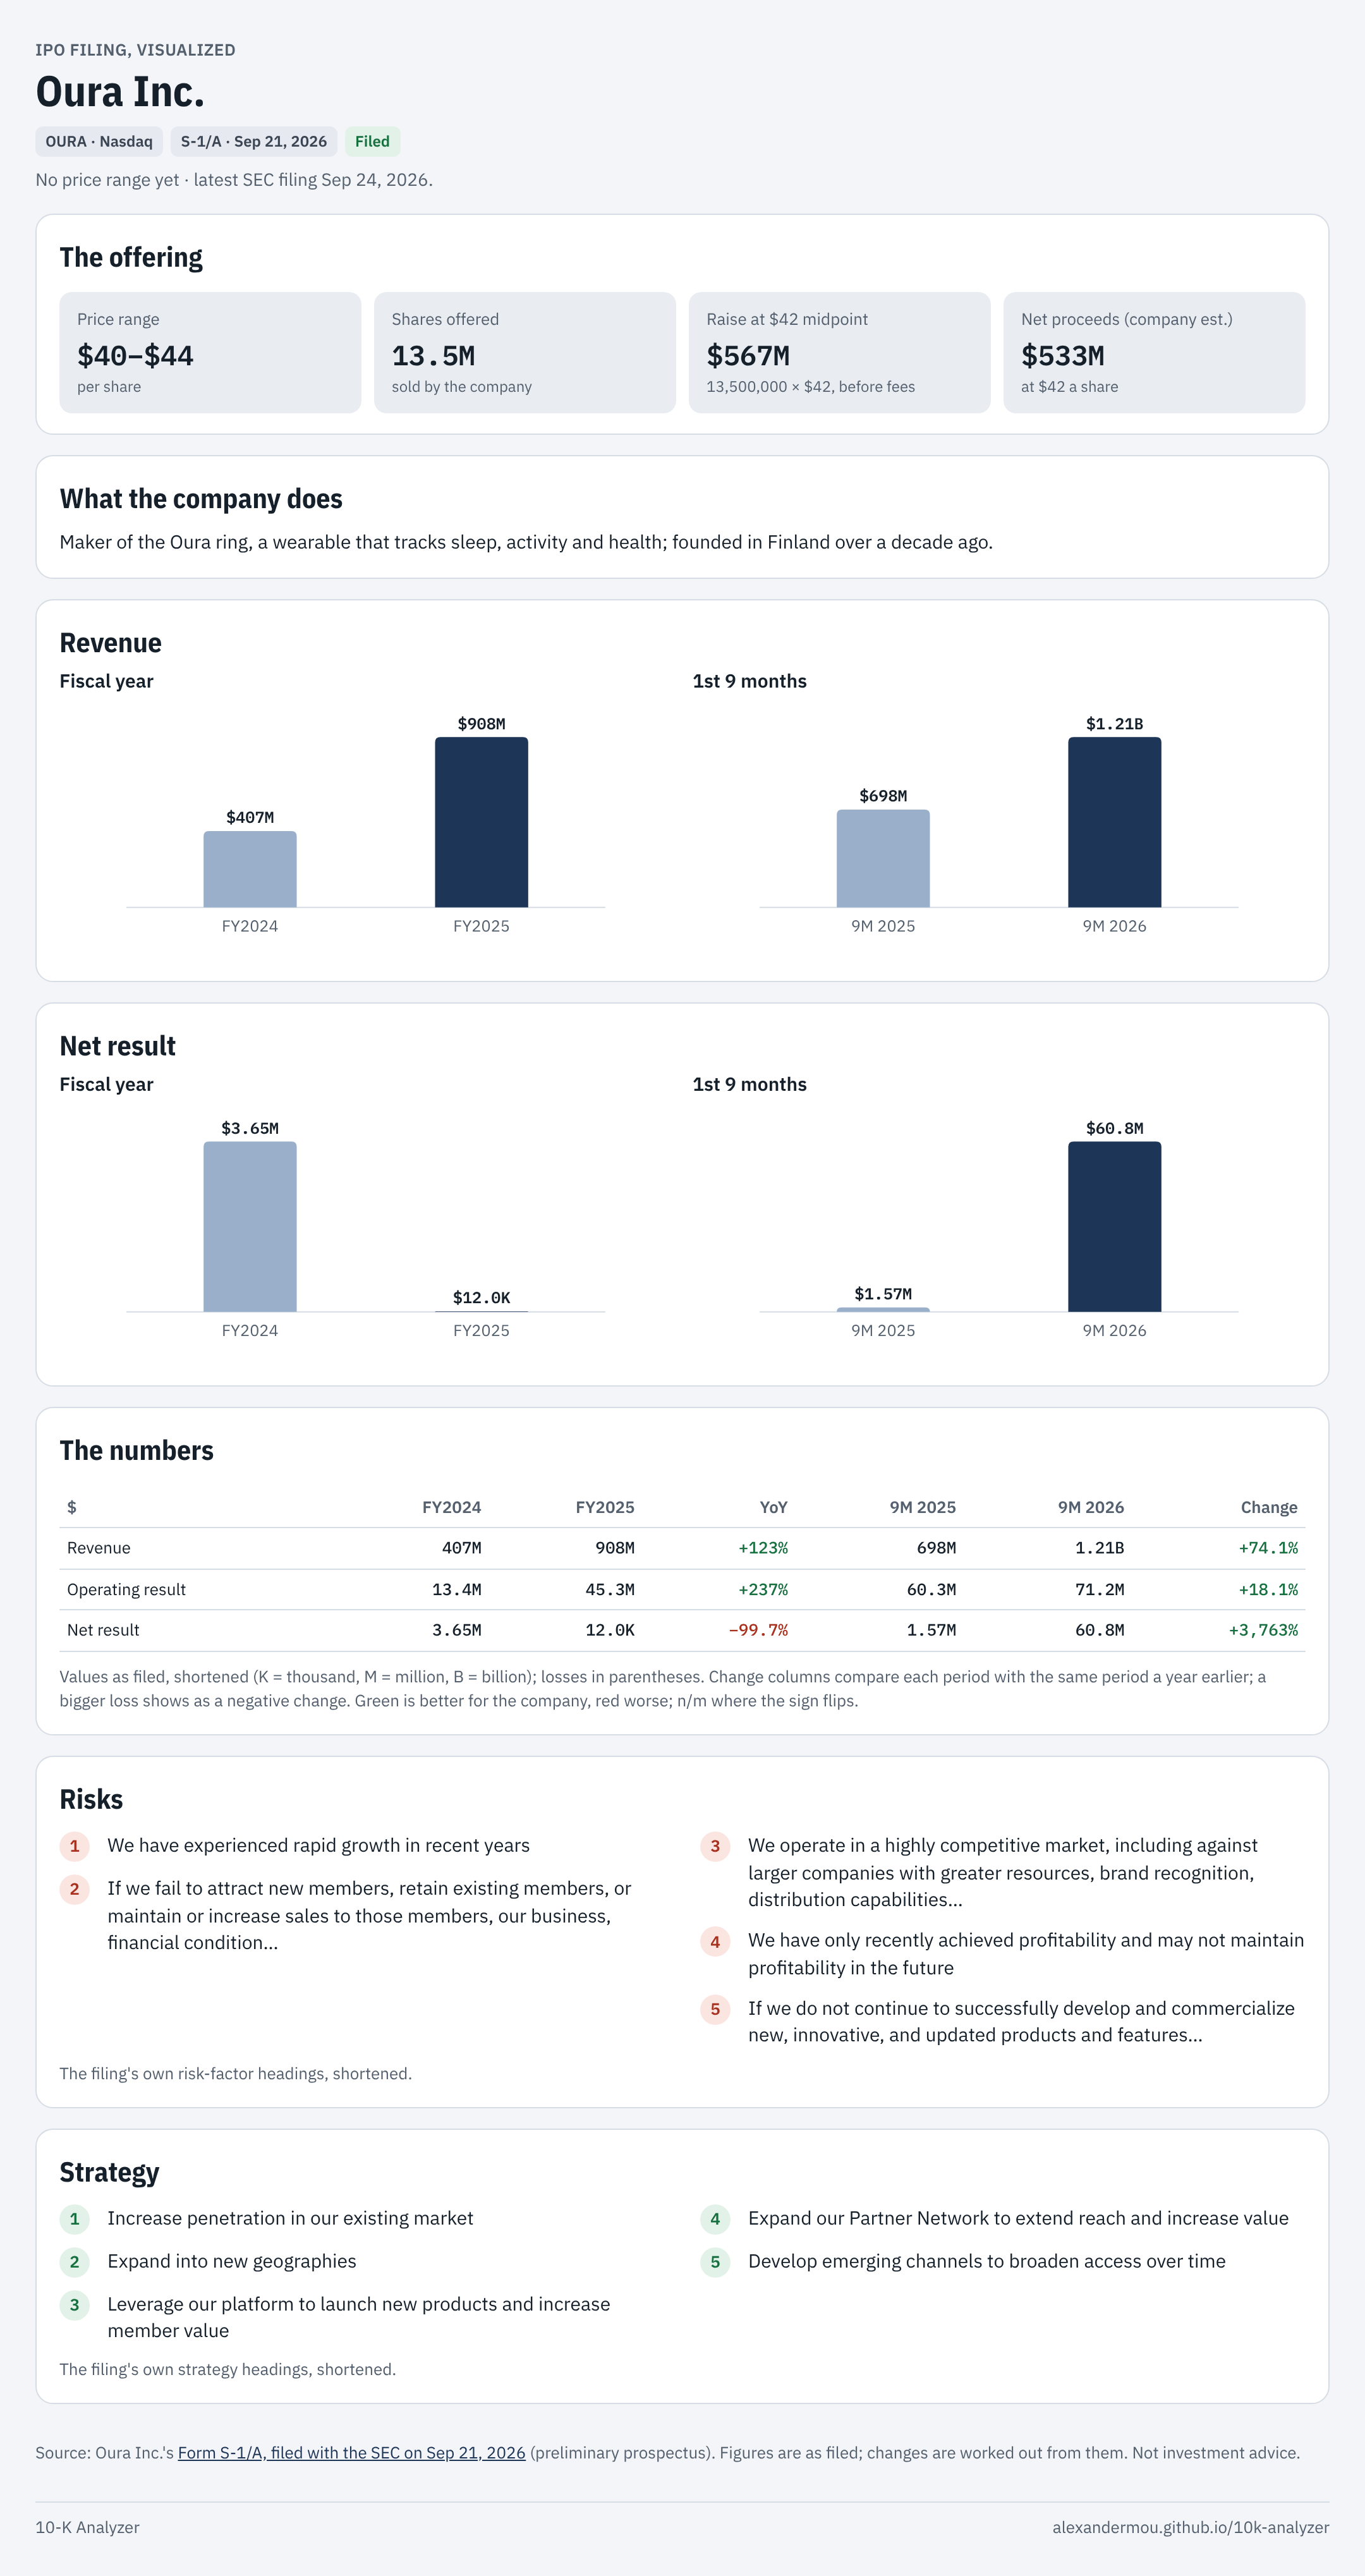 IPO FILING, VISUALIZED
Oura Inc.
OURA · Nasdaq
S-1/A · Sep 21, 2026
Filed
No price range yet · latest SEC filing Sep 24, 2026.
The offering
Price range
$40–$44
per share
Shares offered
13.5M
sold by the company
Raise at $42 midpoint
$567M
13,500,000 × $42, before fees
Net proceeds (company est.)
$533M
at $42 a share
What the company does
Maker of the Oura ring, a wearable that tracks sleep, activity and health; founded in Finland over a decade ago.
Revenue
Fiscal year
$407M
$908M
FY2024
FY2025
1st 9 months
$698M
$1.21B
9M 2025
9M 2026
Net result
Fiscal year
$3.65M
$12.0K
FY2024
FY2025
1st 9 months
$1.57M
$60.8M
9M 2025
9M 2026
The numbers
$ FY2024 FY2025 YoY 9M 2025 9M 2026 Change
Revenue 407M 908M +123% 698M 1.21B +74.1%
Operating result 13.4M 45.3M +237% 60.3M 71.2M +18.1%
Net result 3.65M 12.0K −99.7% 1.57M 60.8M +3,763%
Values as filed, shortened (K = thousand, M = million, B = billion); losses in parentheses. Change columns compare each period with the same period a year earlier; a
bigger loss shows as a negative change. Green is better for the company, red worse; n/m where the sign flips.
Risks
1 We have experienced rapid growth in recent years
2 If we fail to attract new members, retain existing members, or
maintain or increase sales to those members, our business,
financial condition…
3 We operate in a highly competitive market, including against
larger companies with greater resources, brand recognition,
distribution capabilities…
4 We have only recently achieved profitability and may not maintain
profitability in the future
5 If we do not continue to successfully develop and commercialize
new, innovative, and updated products and features…
The filing's own risk-factor headings, shortened.
Strategy
1 Increase penetration in our existing market
2 Expand into new geographies
3 Leverage our platform to launch new products and increase
member value
4 Expand our Partner Network to extend reach and increase value
5 Develop emerging channels to broaden access over time
The filing's own strategy headings, shortened.
Source: Oura Inc.'s Form S-1/A, filed with the SEC on Sep 21, 2026 (preliminary prospectus). Figures are as filed; changes are worked out from them. Not investment advice.
10-K Analyzer
alexandermou.github.io/10k-analyzer